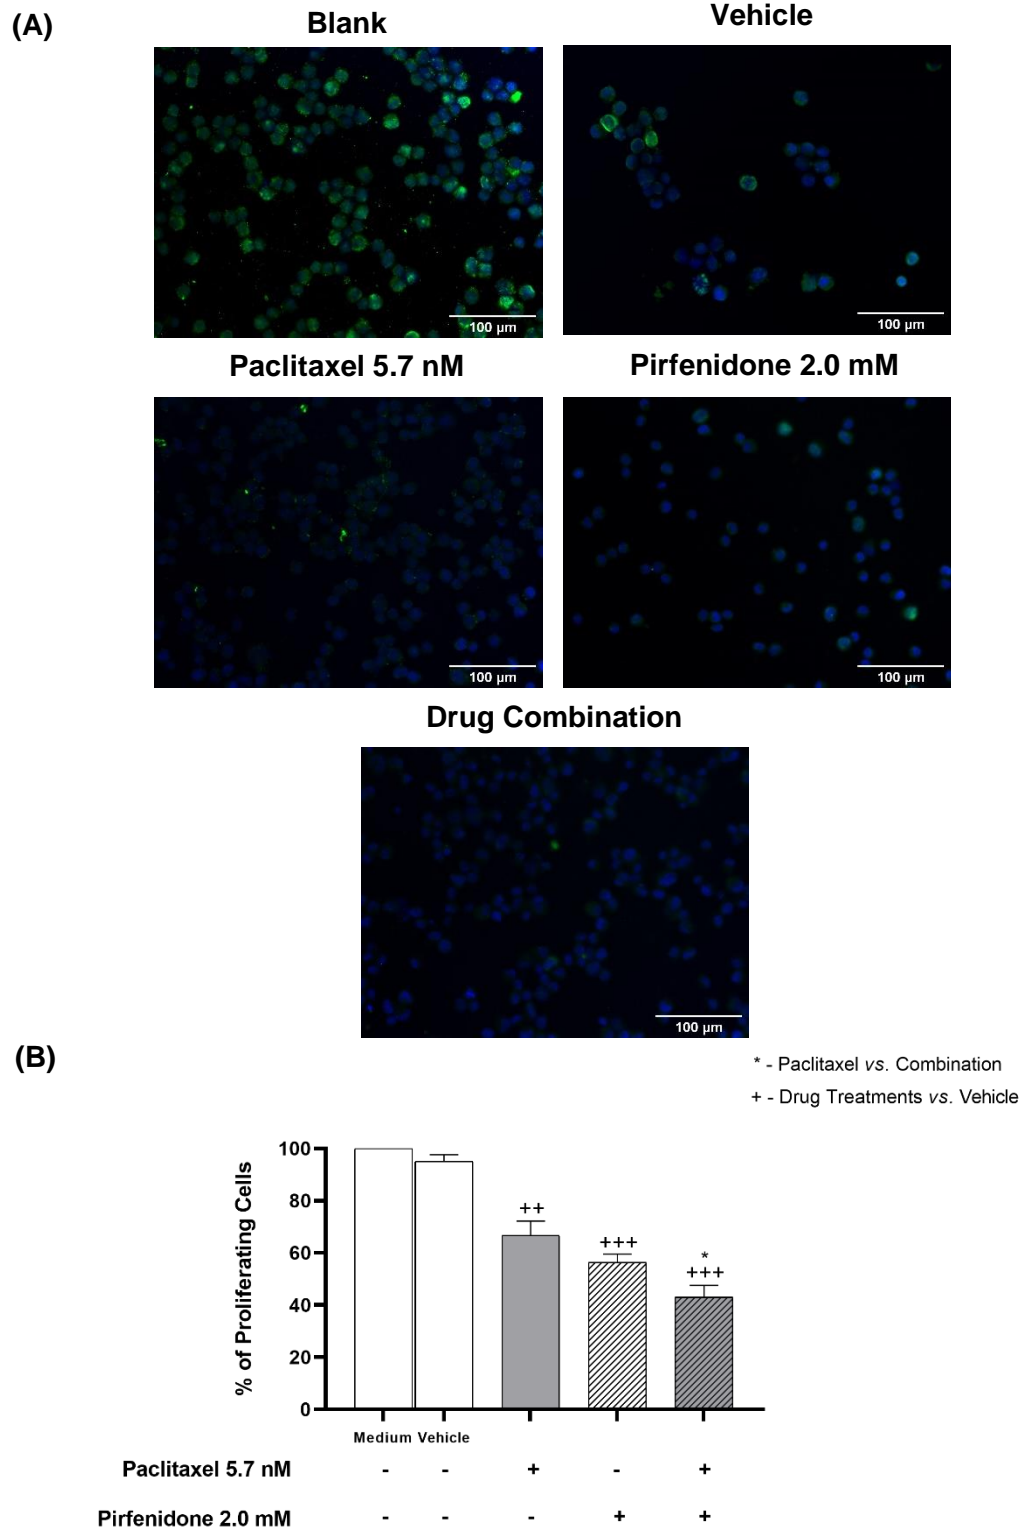 (A)
Blank
Vehicle
100 µm
100 µm
Paclitaxel 5.7 nM
Pirfenidone 2.0 mM
100 µm
100 µm
Drug Combination
100 µm
(B)
* - Paclitaxel vs. Combination
+ - Drug Treatments vs. Vehicle
% of Proliferating Cells
100
80
60
40
20
0
++
+++
*
+++
Medium Vehicle
Paclitaxel 5.7 nM - - + - +
Pirfenidone 2.0 mM - - - + +